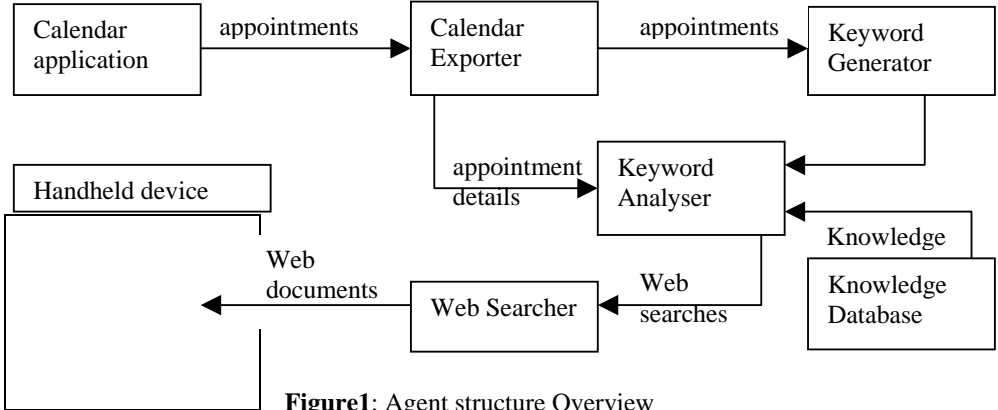 Calendar
application
appointments
Calendar
Exporter
appointments
Keyword
Generator
appointment
details
Keyword
Analyser
Handheld device
Knowledge
Knowledge
Database
Web
documents
Web Searcher
Web
searches
Figure1: Agent structure Overview